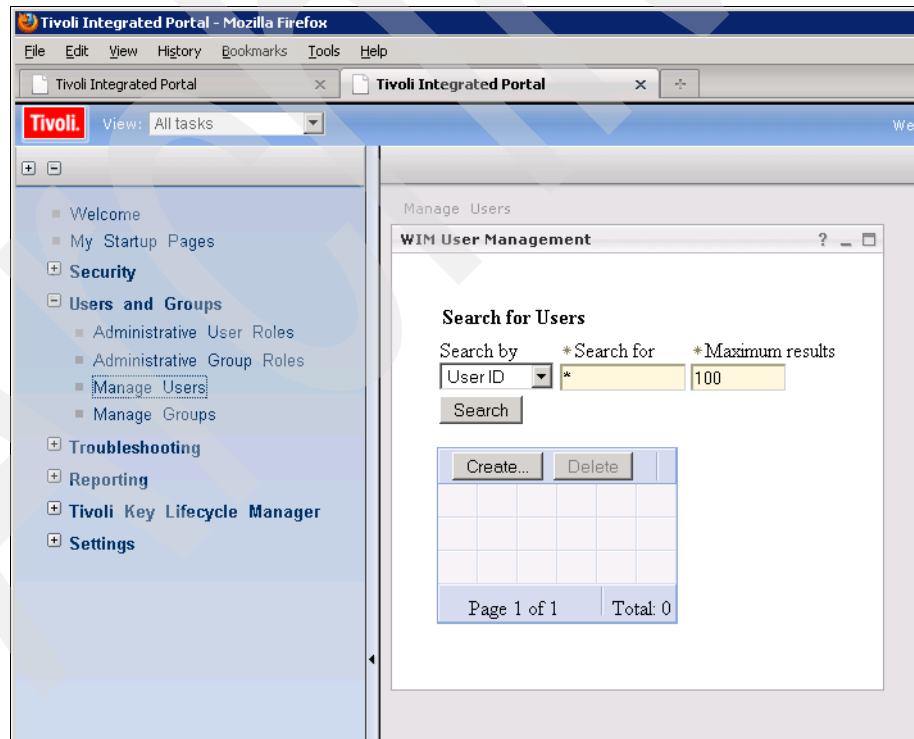 Tivoli Integrated Portal - Mozilla Firefox
File Edit View History Bookmarks Tools Help
Tivoli Integrated Portal Tivoli Integrated Portal
Tivoli. View: All tasks We
Welcome
My Startup Pages
Security
Users and Groups
Administrative User Roles
Administrative Group Roles
Manage Users
Manage Groups
Troubleshooting
Reporting
Tivoli Key Lifecycle Manager
Settings
Manage Users
WIM User Management ?
Search for Users
Search by *Search for *Maximum results
User ID * 100
Search
Create... Delete
Page 1 of 1 Total: 0